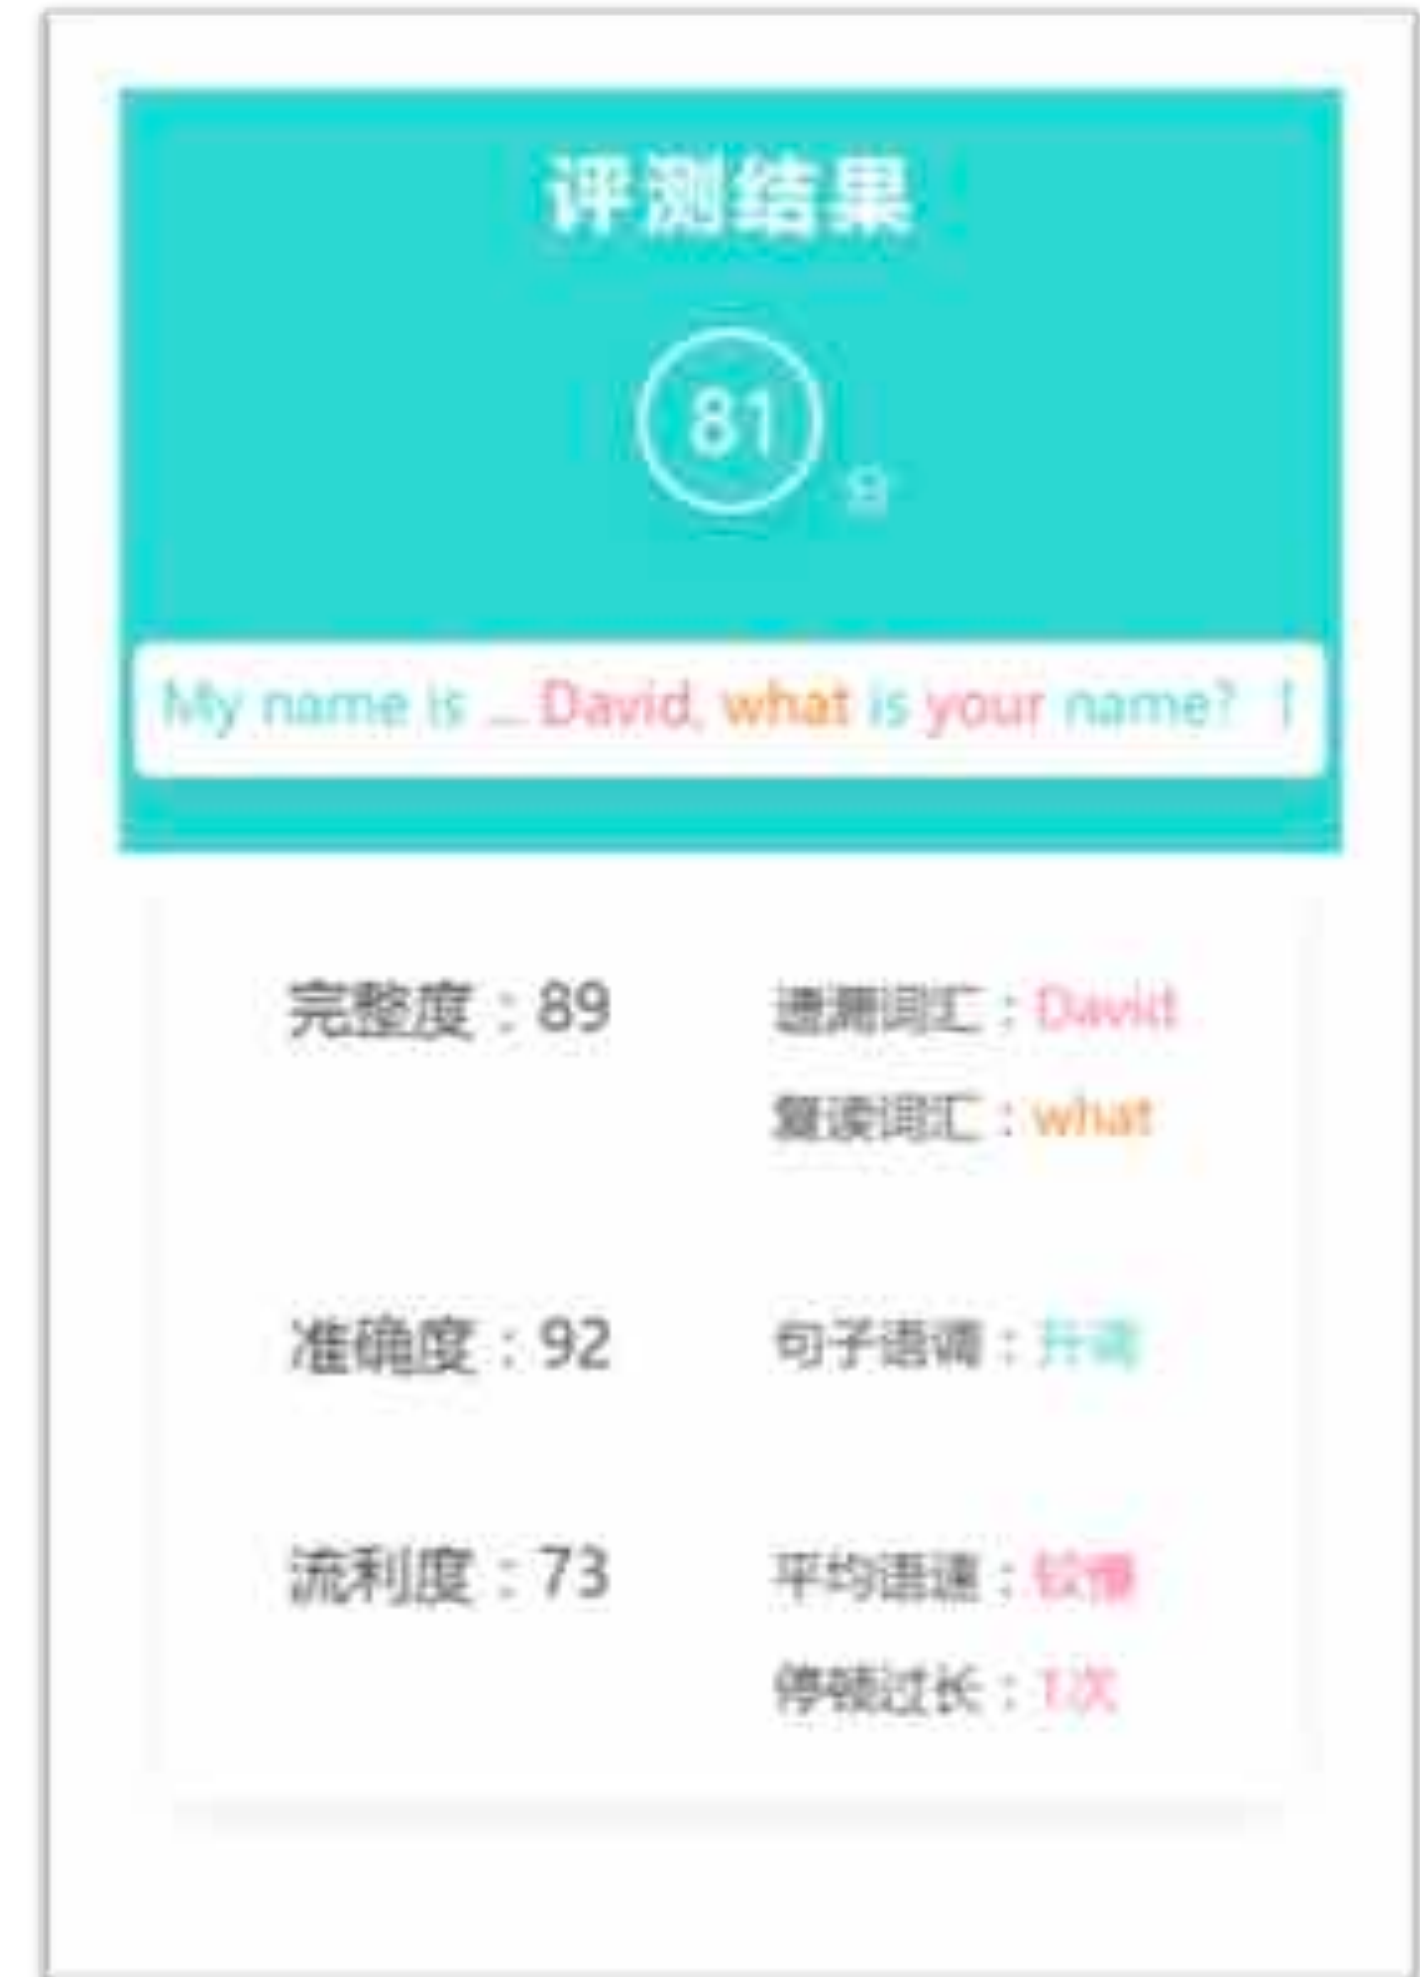 评测结果
81
分
My name is ... David, what is your name? ↑
完整度：89
遗漏词汇：David
复读词汇：what
准确度：92
句子语调：升调
流利度：73
平均语速：较慢
停顿过长：1次